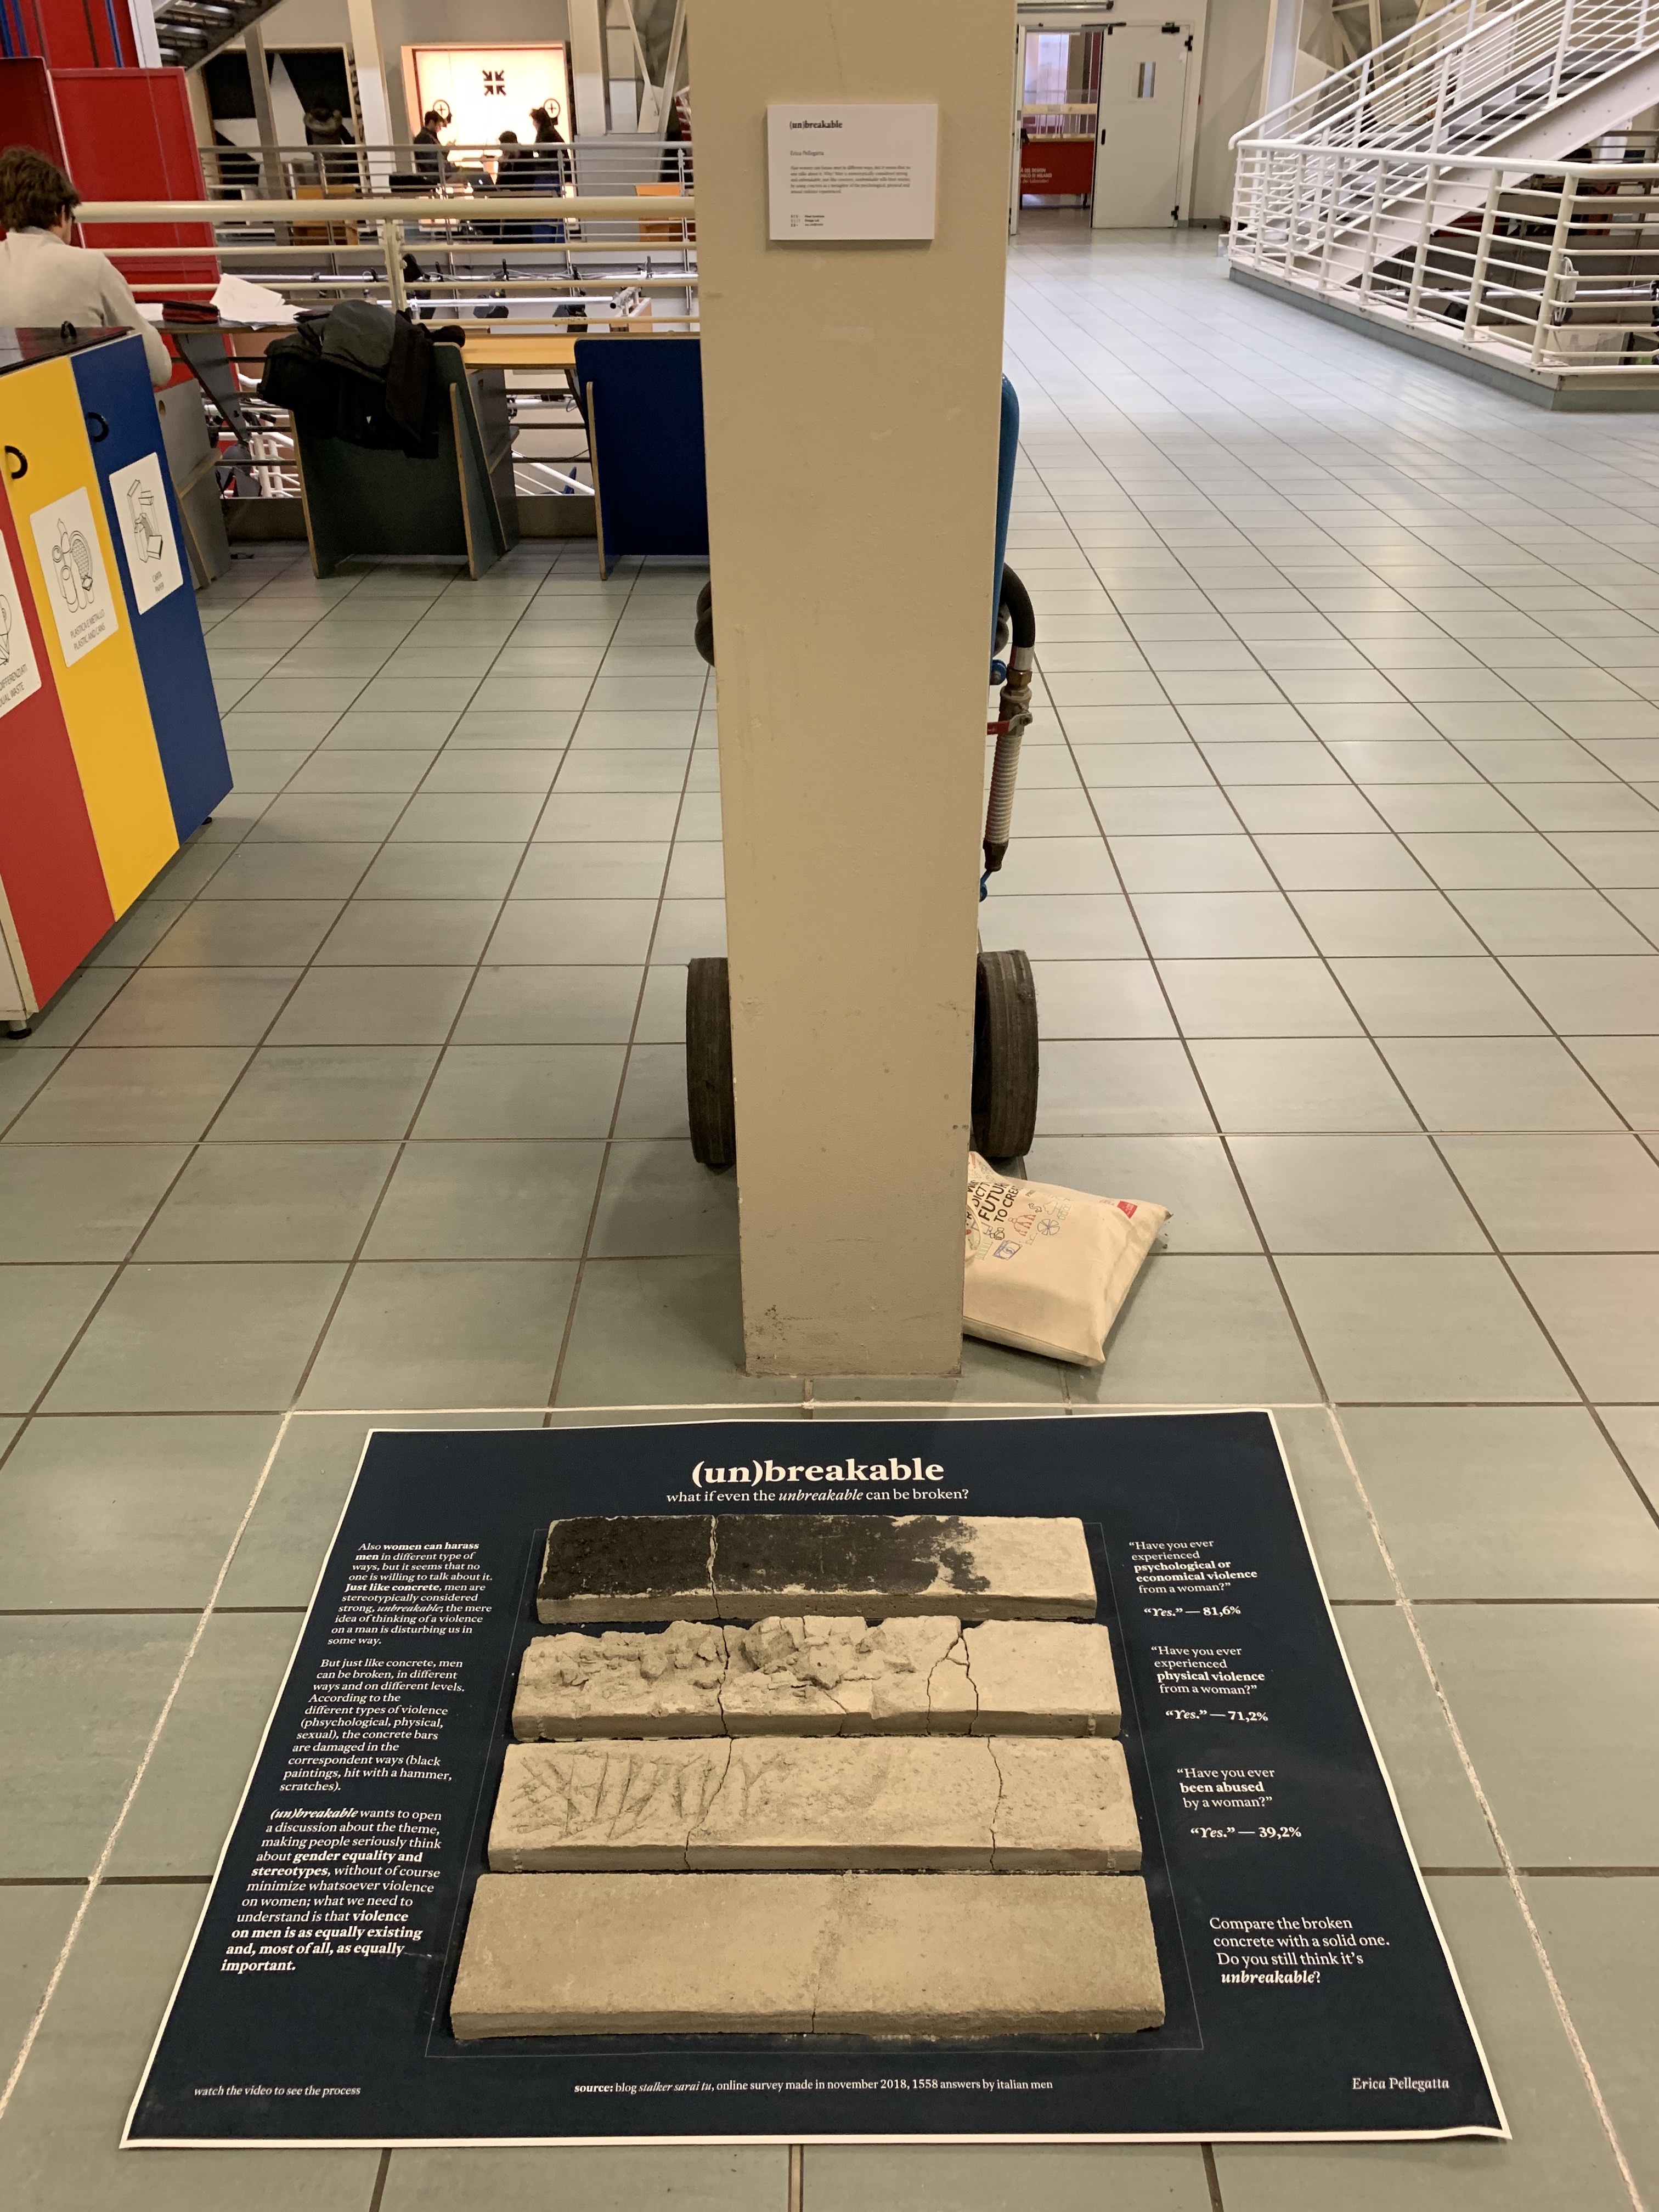 (un)breakable
Erica Pellegatta
CARTA
PAPER
PLASTICA E METALLO
PLASTIC AND CANS
FUTU
TO CRE
(un)breakable
what if even the unbreakable can be broken?
Also women can harass
men in different type of
ways, but it seems that no
one is willing to talk about it.
Just like concrete, men are
stereotypically considered
strong, unbreakable; the mere
idea of thinking of a violence
on a man is disturbing us in
some way.
But just like concrete, men
can be broken, in different
ways and on different levels.
According to the
different types of violence
(phsychological, physical,
sexual), the concrete bars
are damaged in the
correspondent ways (black
paintings, hit with a hammer,
scratches).
(un)breakable wants to open
a discussion about the theme,
making people seriously think
about gender equality and
stereotypes, without of course
minimize whatsoever violence
on women; what we need to
understand is that violence
on men is as equally existing
and, most of all, as equally
important.
“Have you ever
experienced
psychological or
economical violence
from a woman?”
“Yes.” — 81,6%
“Have you ever
experienced
physical violence
from a woman?”
“Yes.” — 71,2%
“Have you ever
been abused
by a woman?”
“Yes.” — 39,2%
Compare the broken
concrete with a solid one.
Do you still think it’s
unbreakable?
watch the video to see the process
source: blog stalker sarai tu, online survey made in november 2018, 1558 answers by italian men
Erica Pellegatta